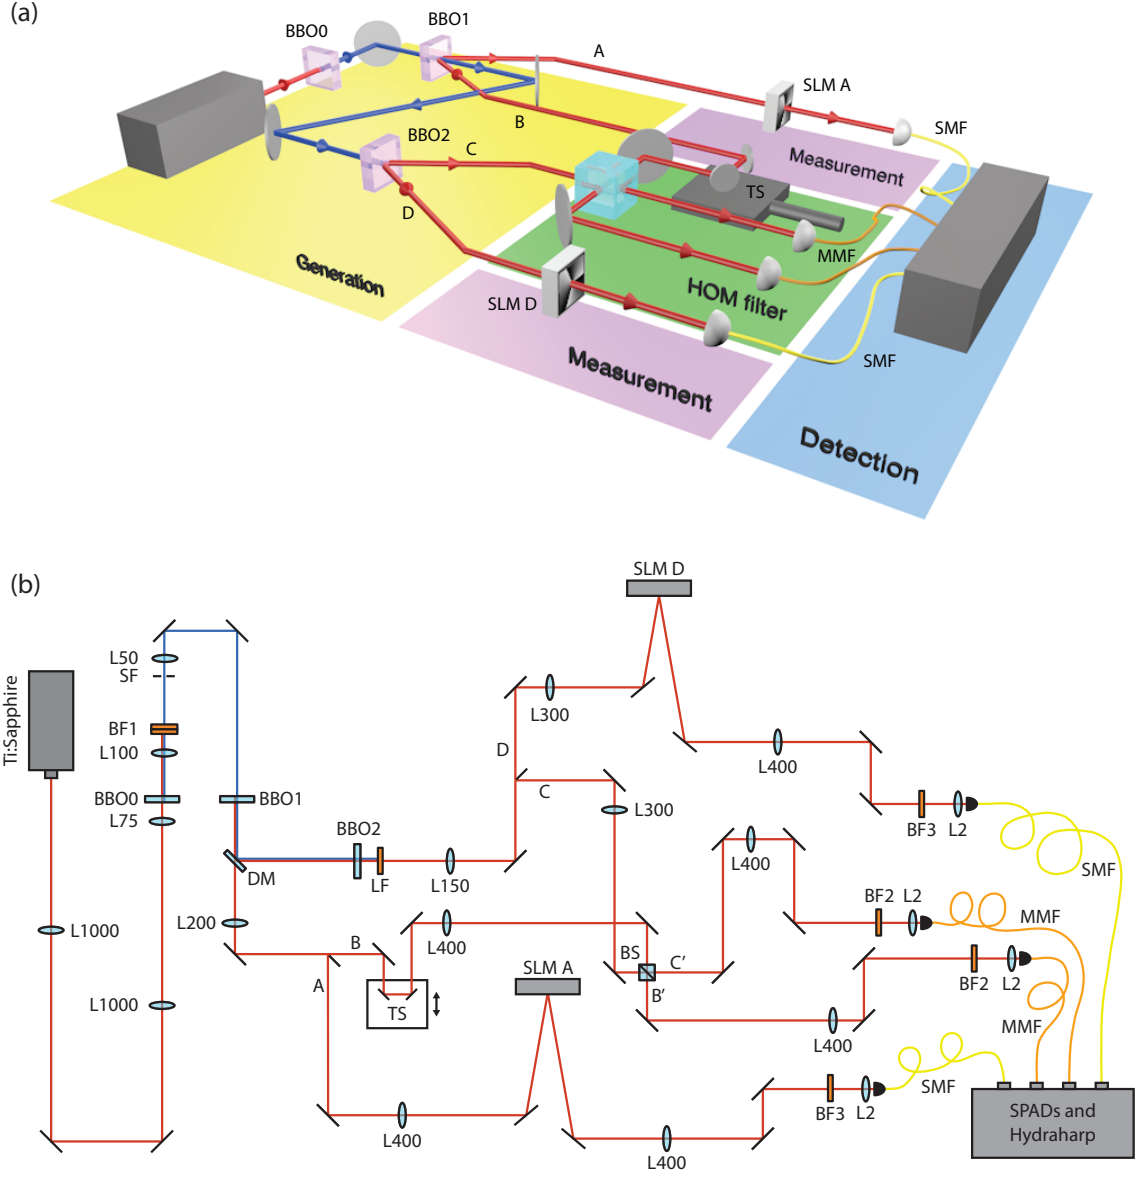 (a)
BBO0
BBO1
A
SLM A
SMF
B
BBO2
C
Measurement
D
TS
MMF
Generation
HOM filter
SLM D
SMF
Measurement
Detection
(b)
SLM D
L50
SF
Ti:Sapphire
BF1
L100
L300
D
L400
BBO0
BBO1
C
L75
L300
BBO2
BF3
L2
DM
LF
L150
L400
SMF
L1000
L200
BF2
L2
MMF
B
L400
BS
C′
A
SLM A
B′
BF2
L2
L1000
TS
MMF
L400
SMF
BF3
L2
L400
L400
SPADs and
Hydraharp